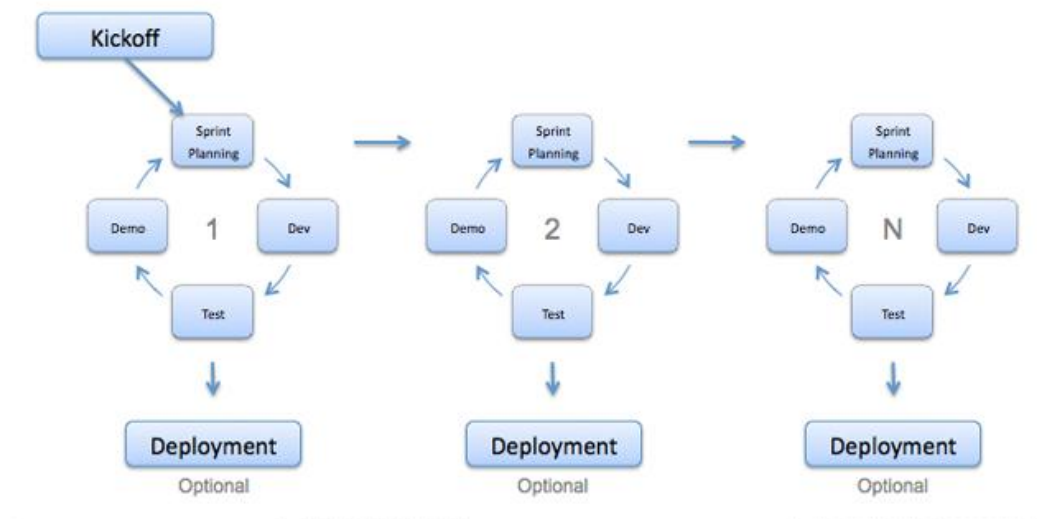 Kickoff
Sprint
Planning
Demo
1
Dev
Test
Deployment
Optional
Sprint
Planning
Demo
2
Dev
Test
Deployment
Optional
Sprint
Planning
Demo
N
Dev
Test
Deployment
Optional